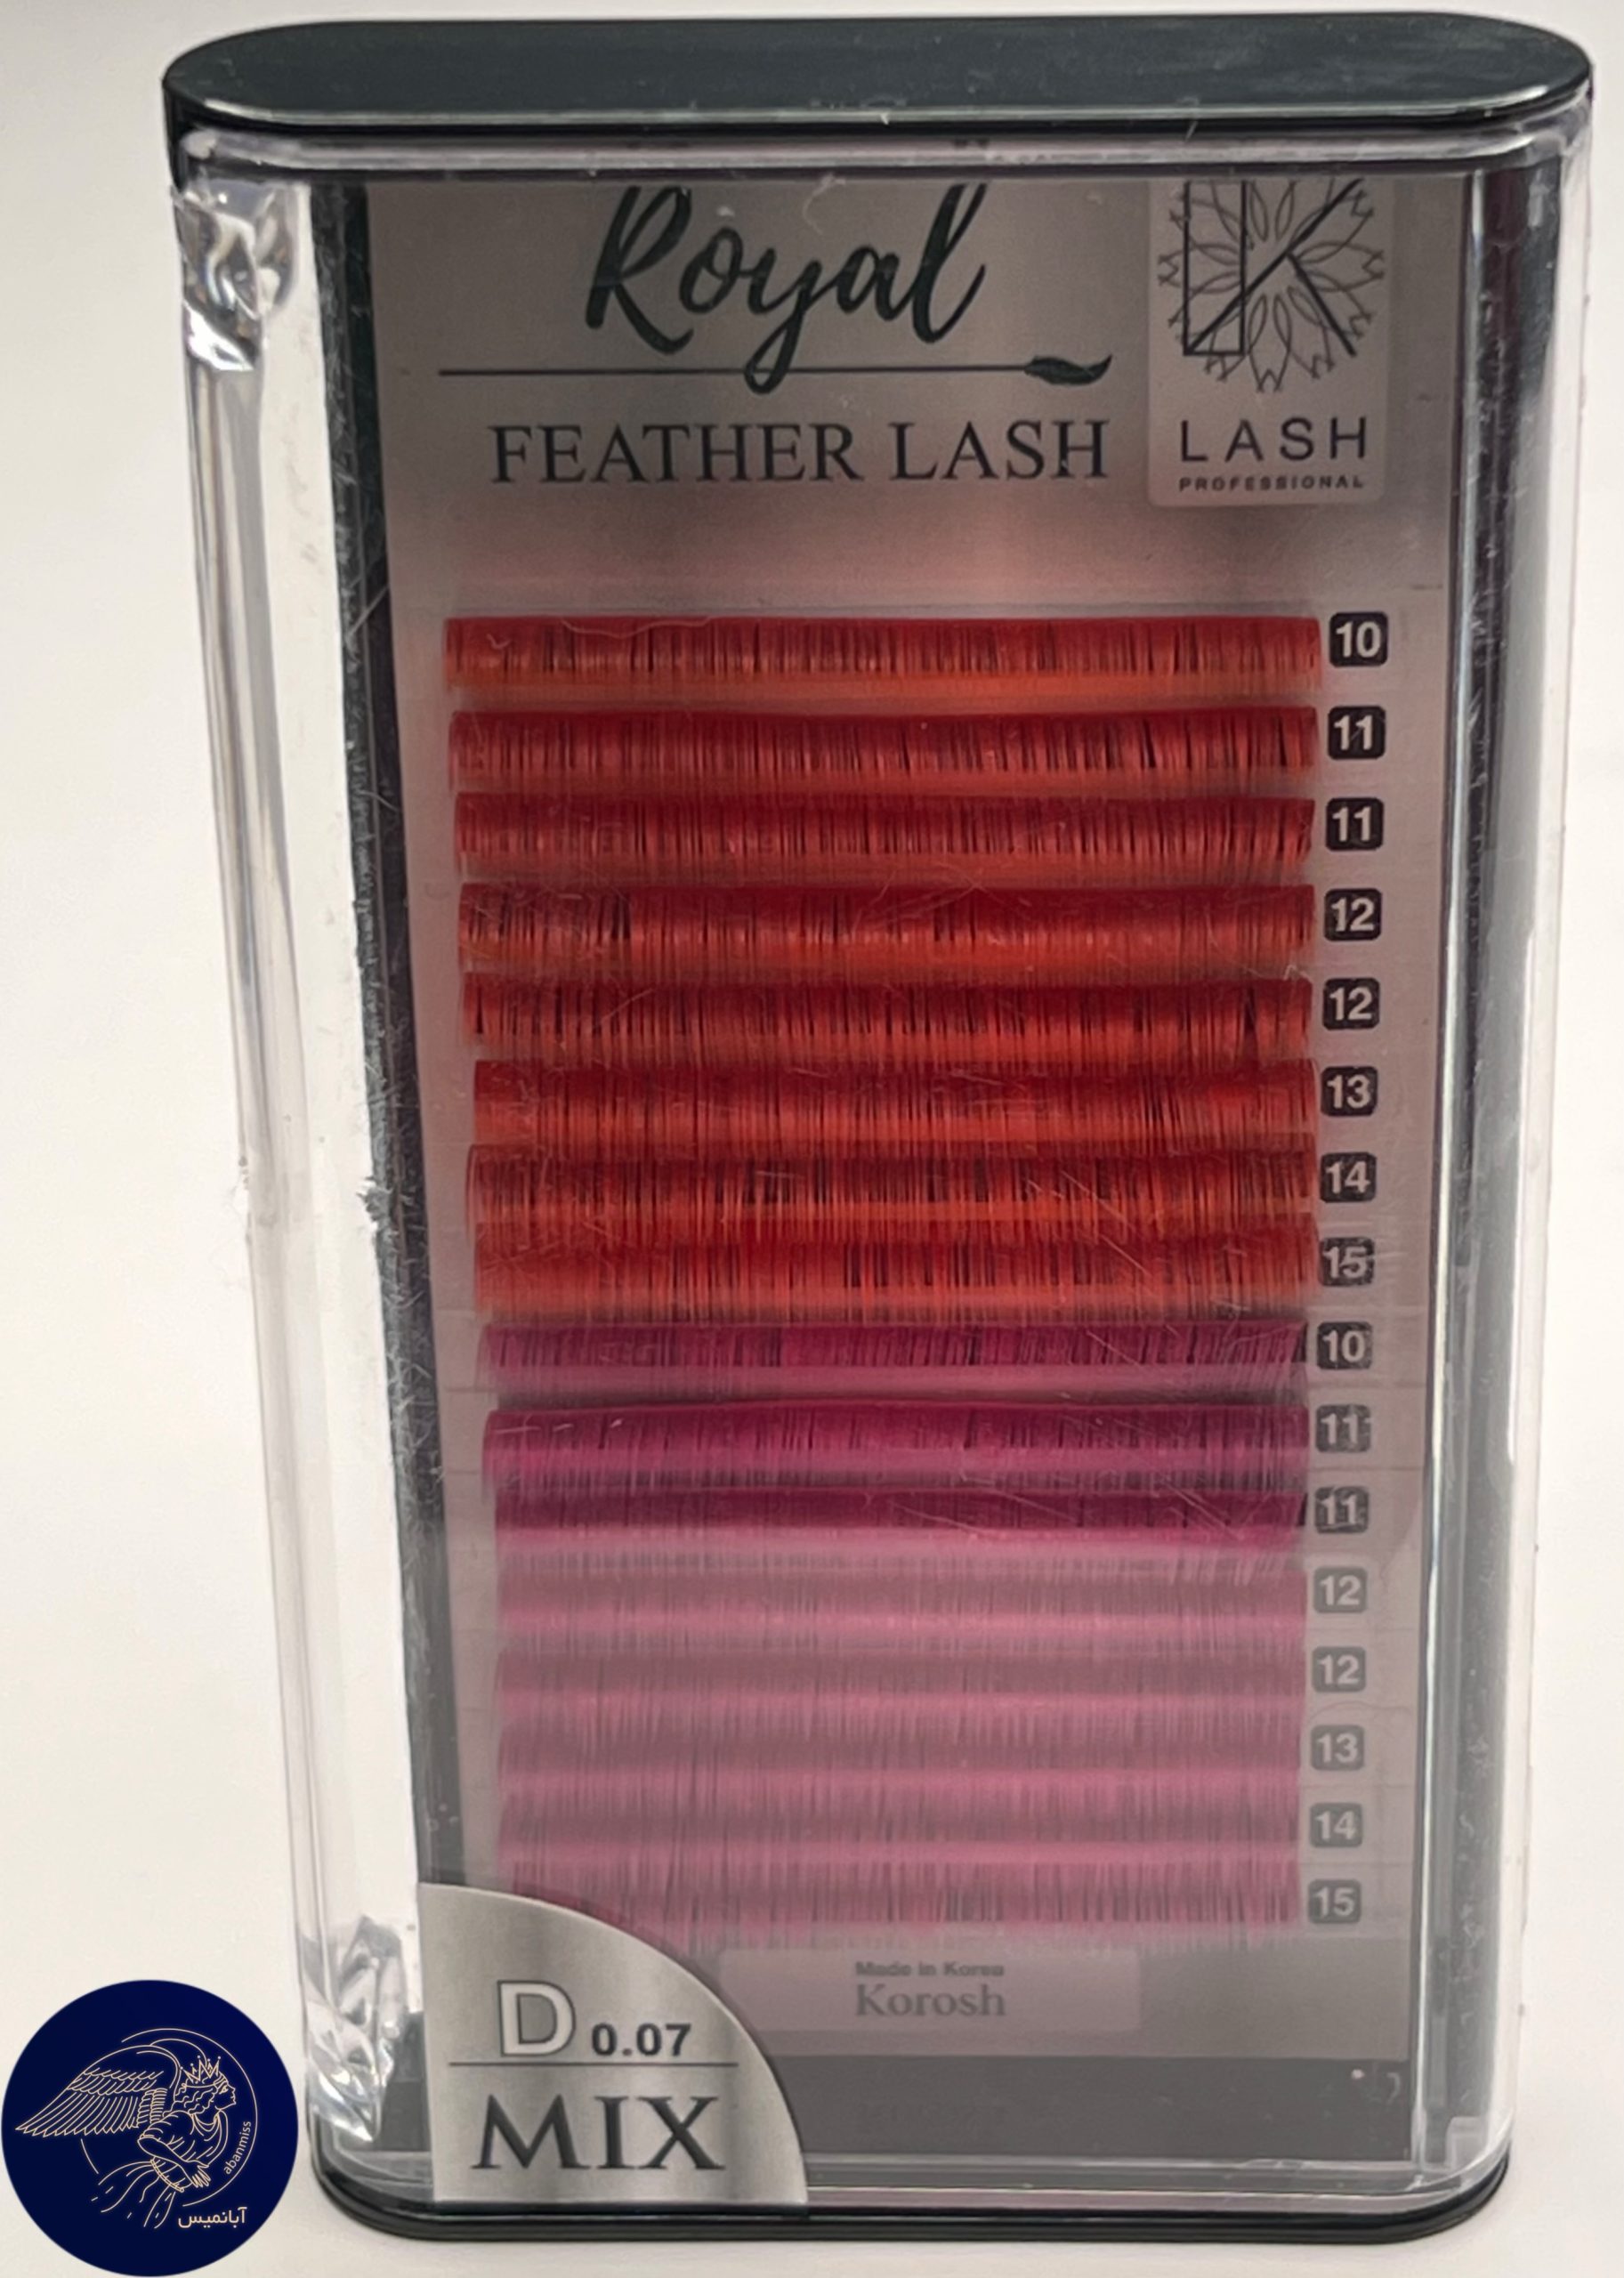 Royal
FEATHER LASH
LK
LASH
PROFESSIONAL
10
11
11
12
12
13
14
15
10
11
11
12
12
13
14
15
Made in Korea
Korosh
D 0.07
MIX
abanmiss
آبانمیس